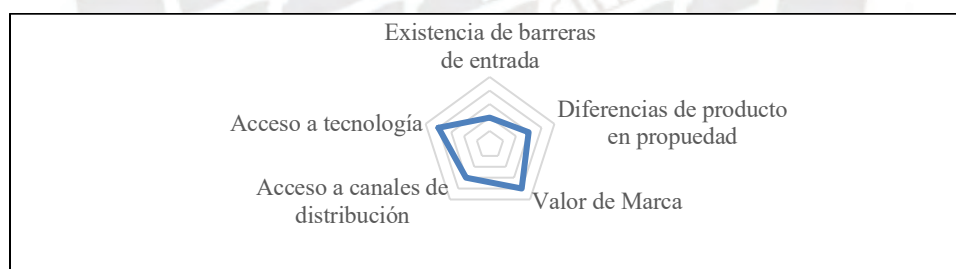 Existencia de barreras
de entrada
Diferencias de producto
en propuedad
Valor de Marca
Acceso a canales de
distribución
Acceso a tecnología